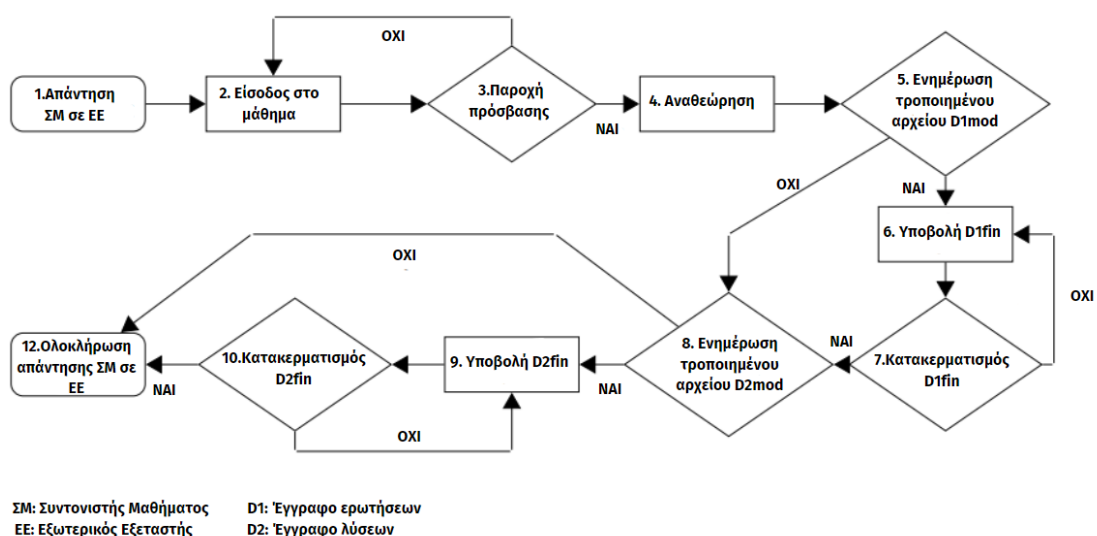 ΟΧΙ
1.Απάντηση
ΣΜ σε ΕΕ
2. Είσοδος στο
μάθημα
3.Παροχή
πρόσβασης
ΝΑΙ
4. Αναθεώρηση
5. Ενημέρωση
τροποιημένου
αρχείου D1mod
ΟΧΙ
ΝΑΙ
6. Υποβολή D1fin
ΟΧΙ
7.Κατακερματισμός
D1fin
ΝΑΙ
8. Ενημέρωση
τροποιημένου
αρχείου D2mod
ΟΧΙ
ΝΑΙ
9. Υποβολή D2fin
10.Κατακερματισμός
D2fin
ΟΧΙ
ΝΑΙ
12.Ολοκλήρωση
απάντησης ΣΜ σε
ΕΕ
ΣΜ: Συντονιστής Μαθήματος
ΕΕ: Εξωτερικός Εξεταστής
D1: Έγγραφο ερωτήσεων
D2: Έγγραφο λύσεων